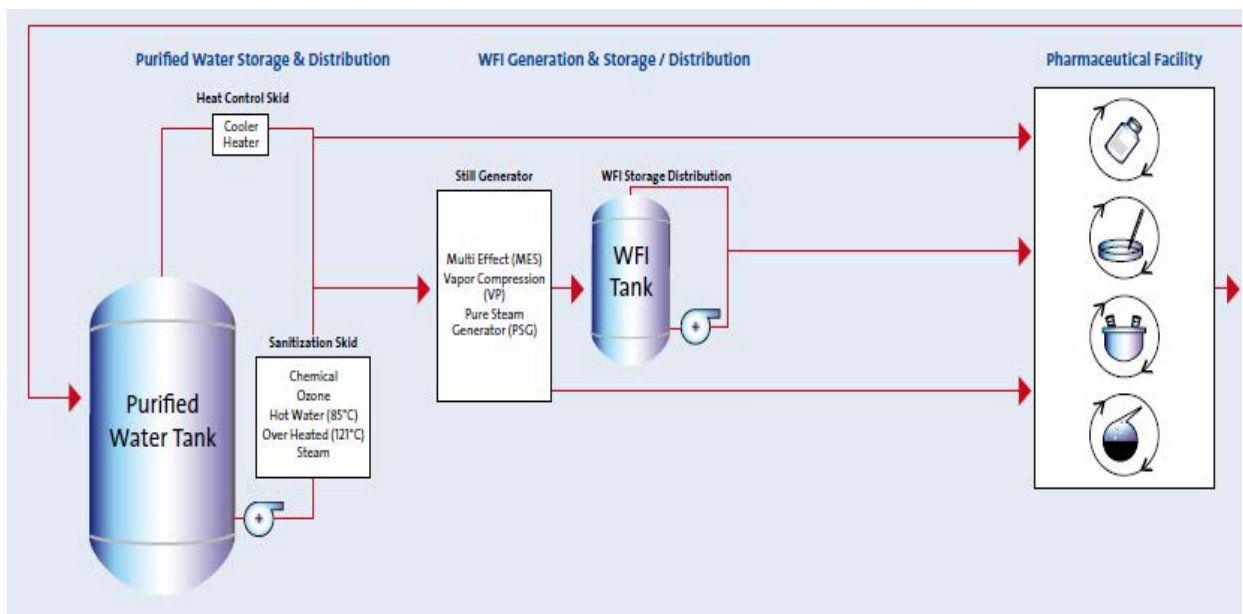 Purified Water Storage & Distribution
WFI Generation & Storage / Distribution
Pharmaceutical Facility
Heat Control Skid
Cooler
Heater
Still Generator
Multi Effect (MES)
Vapor Compression
(VP)
Pure Steam
Generator (PSG)
WFI Storage Distribution
WFI
Tank
+
Sanitization Skid
Chemical
Ozone
Hot Water (85°C)
Over Heated (121°C)
Steam
Purified
Water Tank
+